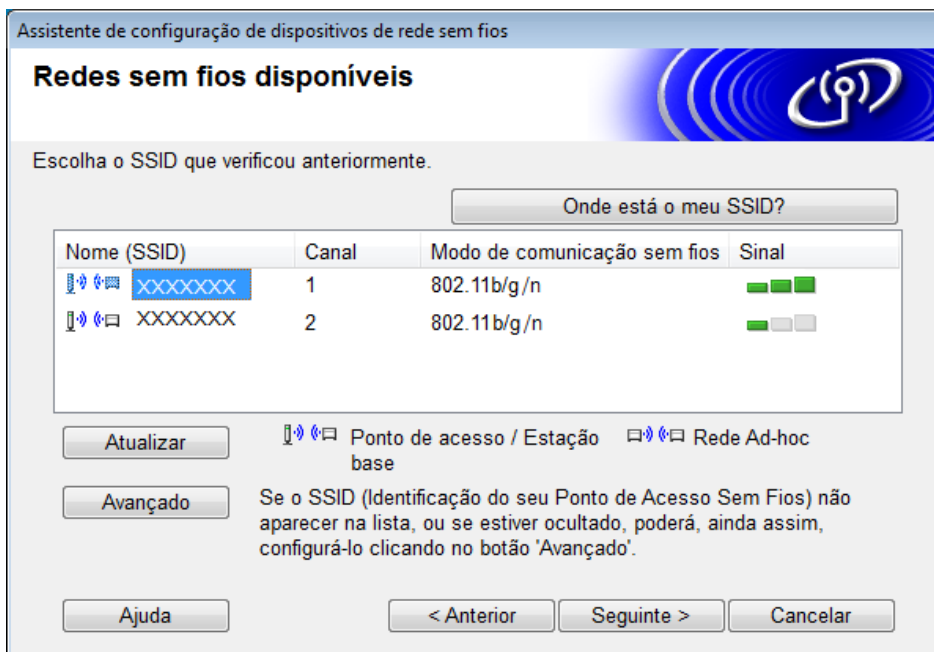 Assistente de configuração de dispositivos de rede sem fios
Redes sem fios disponíveis
Escolha o SSID que verificou anteriormente.
Onde está o meu SSID?
Nome (SSID) Canal Modo de comunicação sem fios Sinal
XXXXXXX 1 802.11b/g/n
XXXXXXX 2 802.11b/g/n
Atualizar
Ponto de acesso / Estação
base
Rede Ad-hoc
Avançado
Se o SSID (Identificação do seu Ponto de Acesso Sem Fios) não
aparecer na lista, ou se estiver ocultado, poderá, ainda assim,
configurá-lo clicando no botão 'Avançado'.
Ajuda < Anterior Seguinte > Cancelar